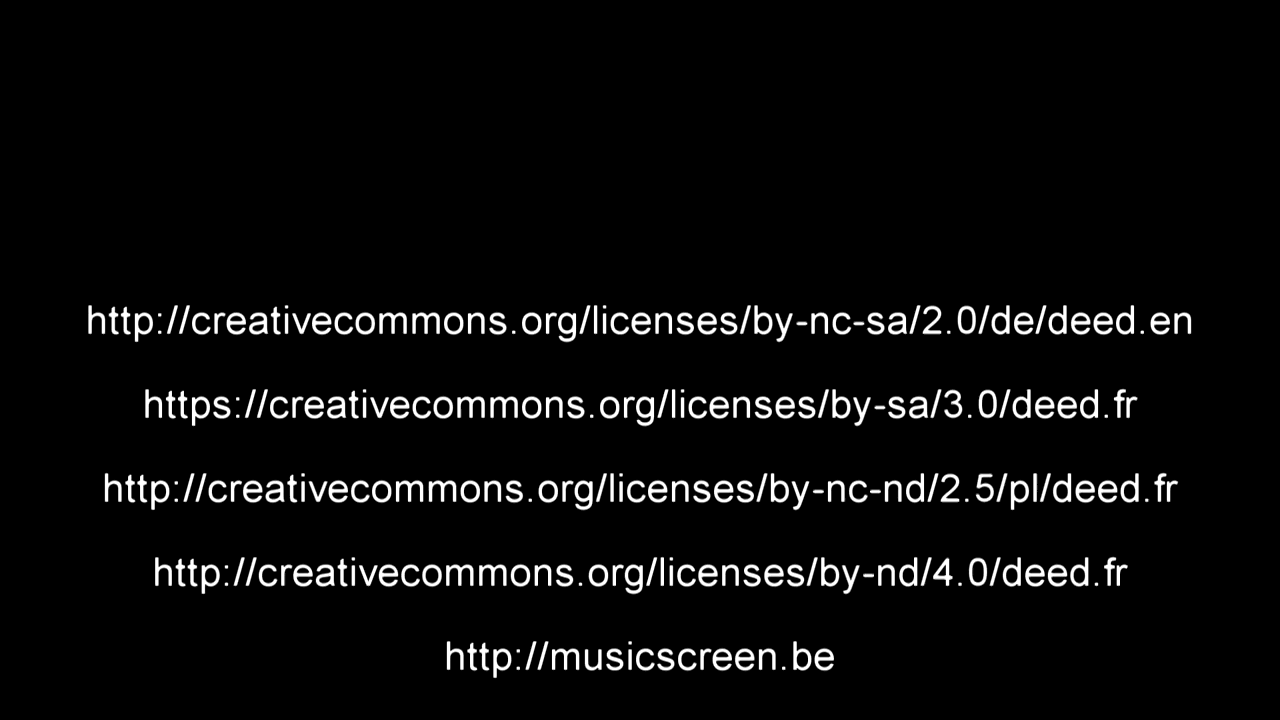 http://creativecommons.org/licenses/by-nc-sa/2.0/de/deed.en
https://creativecommons.org/licenses/by-sa/3.0/deed.fr
http://creativecommons.org/licenses/by-nc-nd/2.5/pl/deed.fr
http://creativecommons.org/licenses/by-nd/4.0/deed.fr
http://musicscreen.be